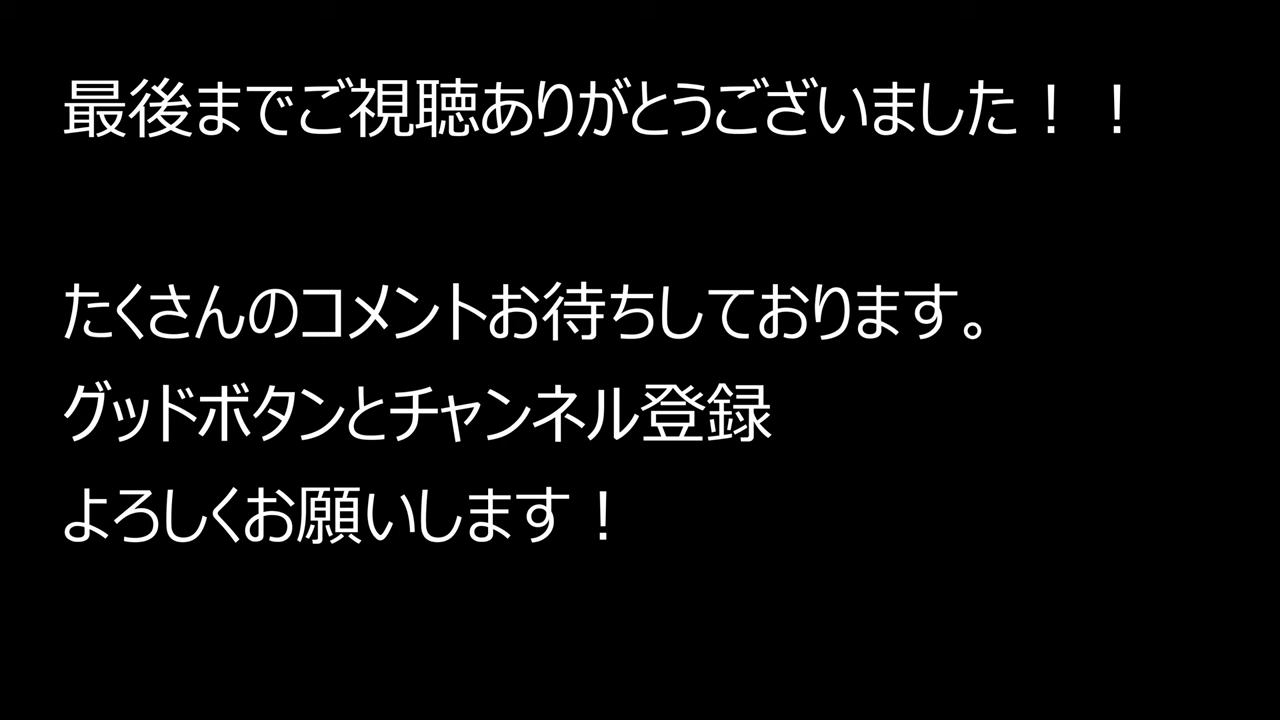 最後までご視聴ありがとうございました！！
たくさんのコメントお待ちしております。
グッドボタンとチャンネル登録
よろしくお願いします！